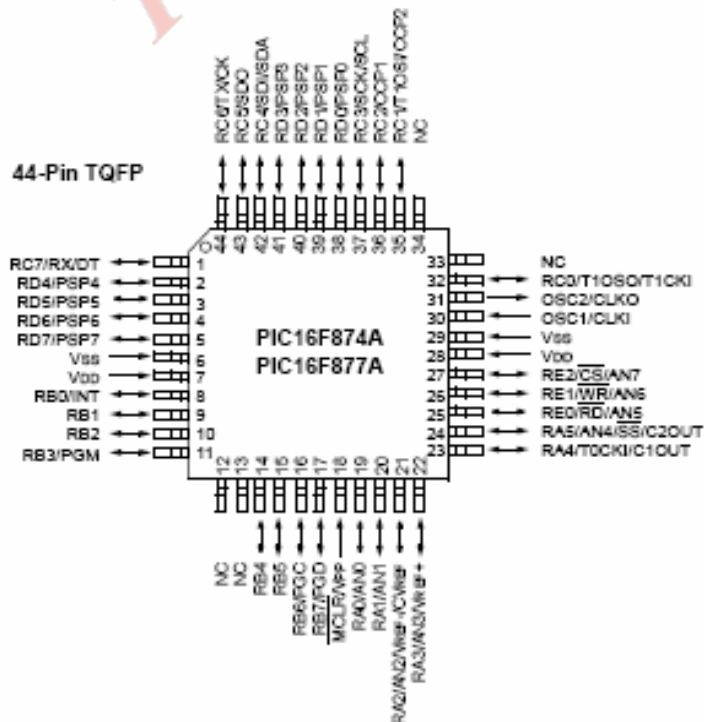 RC6/TX/CK
RC5/SDO
RC4/SDI/SDA
RD3/PSP3
RD2/PSP2
RD1/PSP1
RD0/PSP0
RC3/SCK/SCL
RC2/CCP1
RC1/T1OSI/CCP2
NC
44-Pin TQFP
44 43 42 41 40 39 38 37 36 35 34
RC7/RX/DT 1
RD4/PSP4 2
RD5/PSP5 3
RD6/PSP6 4
RD7/PSP7 5
VSS 6
VDD 7
RB0/INT 8
RB1 9
RB2 10
RB3/PGM 11
PIC16F874A
PIC16F877A
33 NC
32 RC0/T1OSO/T1CKI
31 OSC2/CLKO
30 OSC1/CLKI
29 VSS
28 VDD
27 RE2/CS/AN7
26 RE1/WR/AN6
25 RE0/RD/AN5
24 RA5/AN4/SS/C2OUT
23 RA4/T0CKI/C1OUT
12 13 14 15 16 17 18 19 20 21 22
NC
NC
RB4
RB5
RB6/PGC
RB7/PGD
MCLR/VPP
RA0/AN0
RA1/AN1
RA2/AN2/VREF-/CVREF
RA3/AN3/VREF+